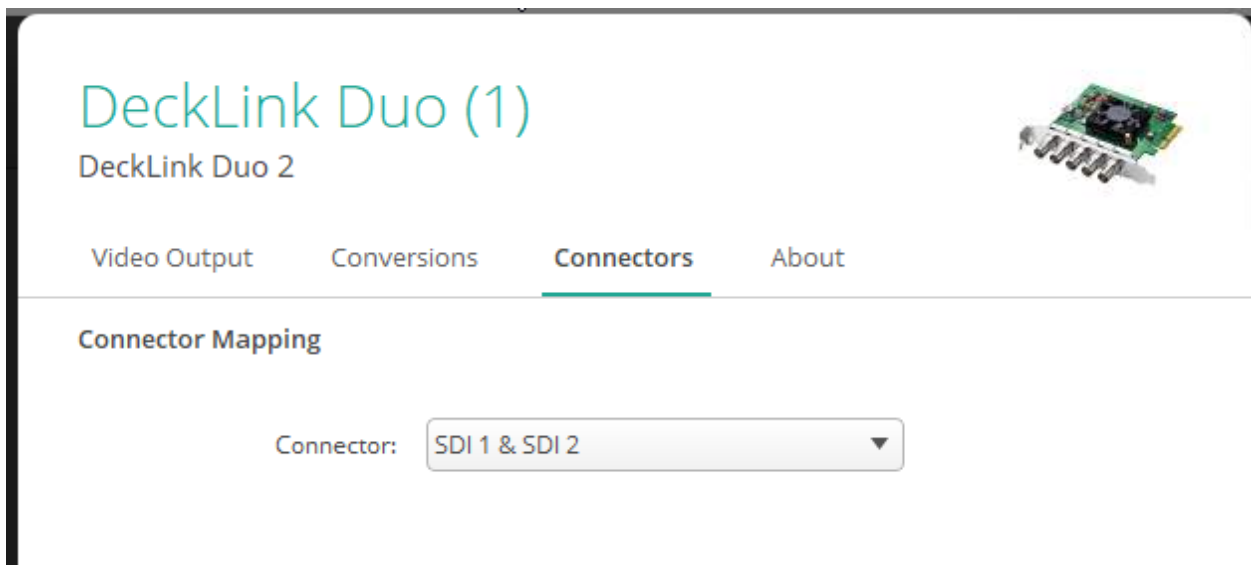 DeckLink Duo (1)
DeckLink Duo 2
Video Output Conversions Connectors About
Connector Mapping
Connector: SDI 1 & SDI 2